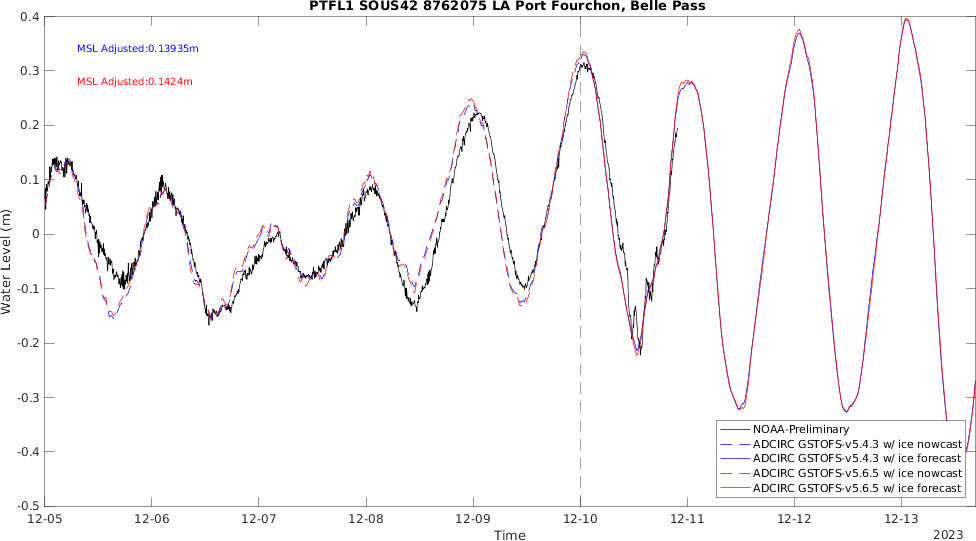 PTFL1 SOUS42 8762075 LA Port Fourchon, Belle Pass
MSL Adjusted:0.13935m
MSL Adjusted:0.1424m
Water Level (m)
0.4
0.3
0.2
0.1
0
-0.1
-0.2
-0.3
-0.4
-0.5
NOAA-Preliminary
ADCIRC GSTOFS-v5.4.3 w/ ice nowcast
ADCIRC GSTOFS-v5.4.3 w/ ice forecast
ADCIRC GSTOFS-v5.6.5 w/ ice nowcast
ADCIRC GSTOFS-v5.6.5 w/ ice forecast
12-05 12-06 12-07 12-08 12-09 12-10 12-11 12-12 12-13
Time
2023